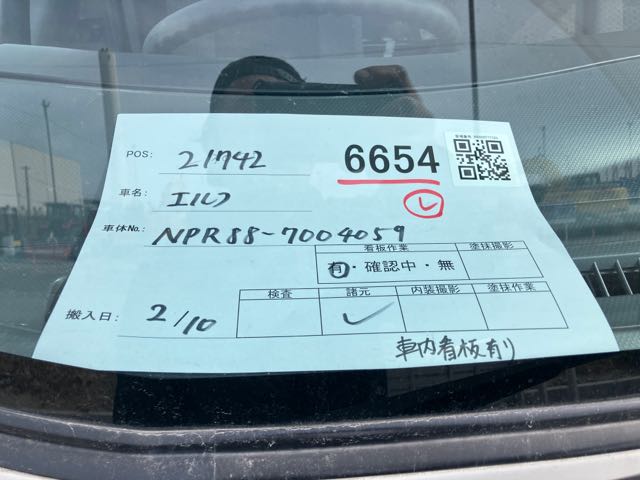 POS: 21742 6654
車名: エルフ レ
車体No.: NPR88-7004059
看板作業 塗抹撮影
有・確認中・無
検査 諸元 内装撮影 塗抹作業
搬入日: 2/10
車内看板有り